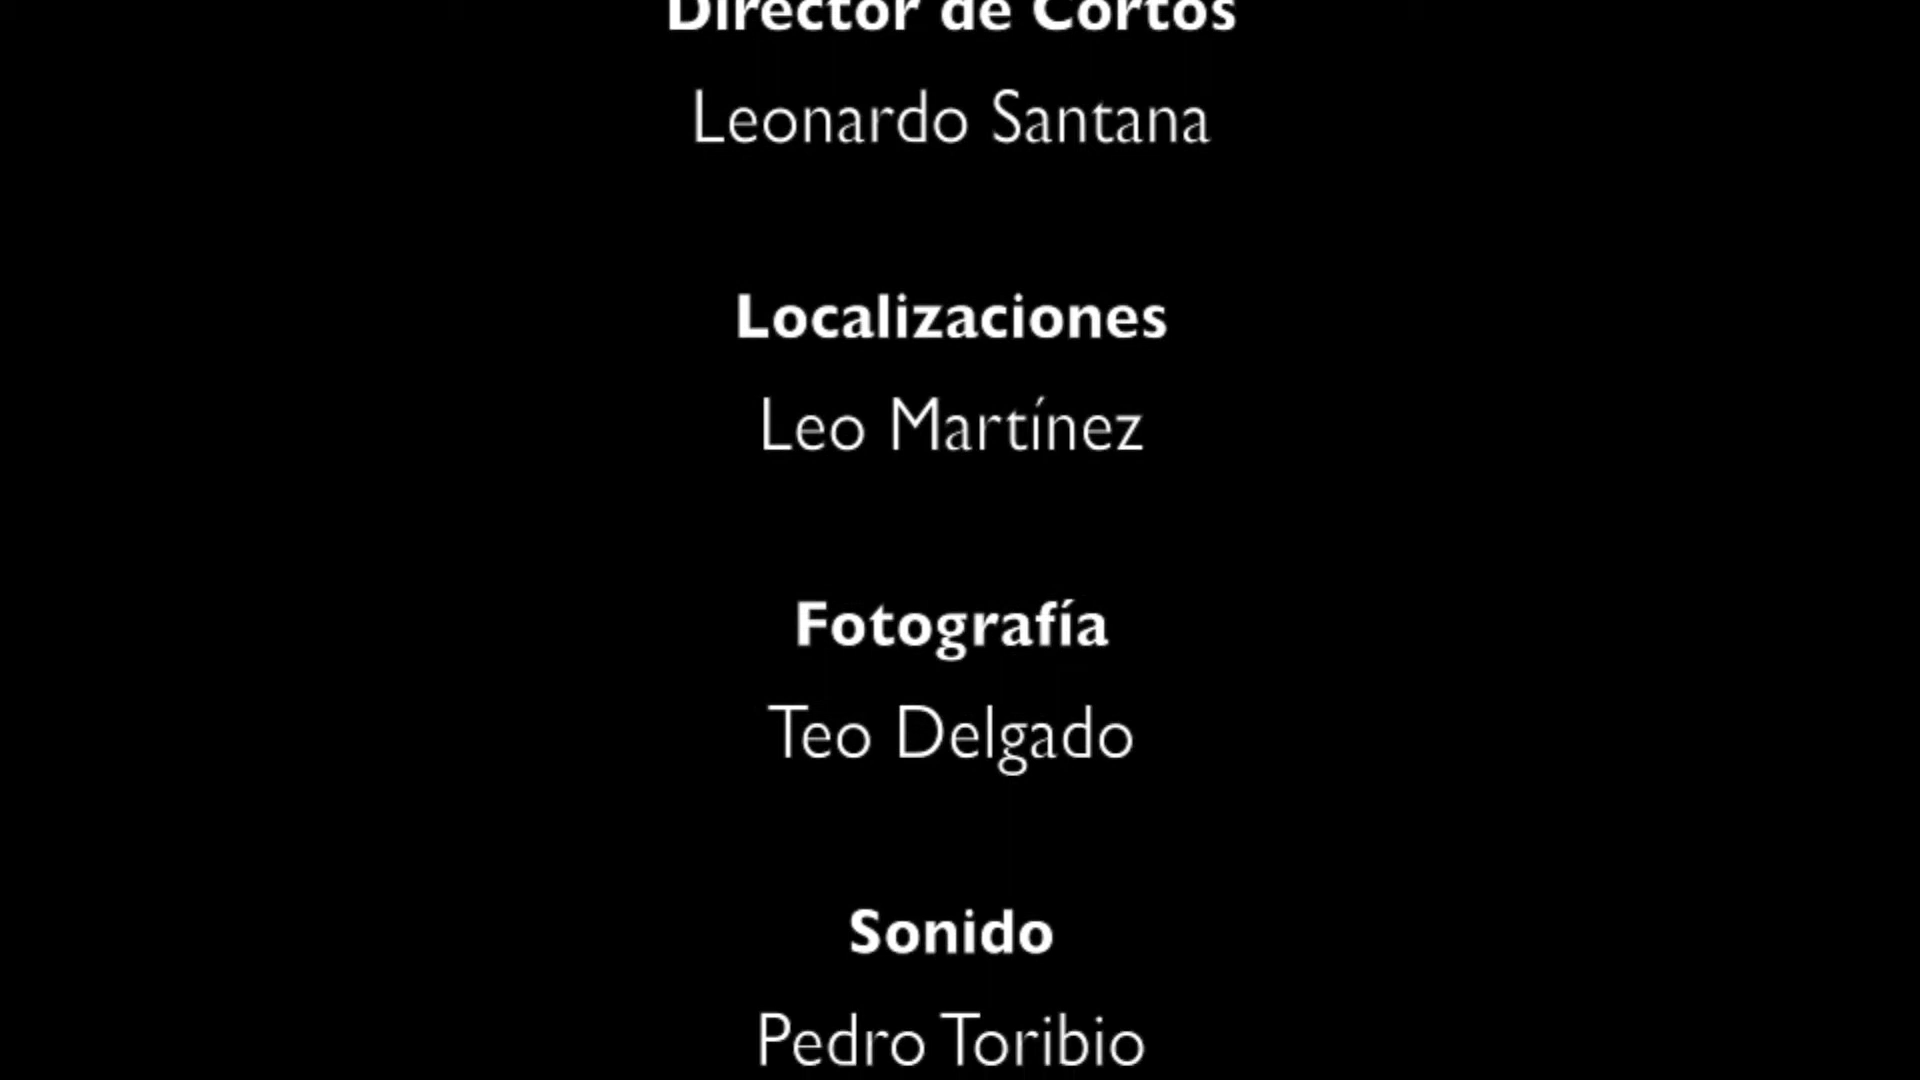 Director de Cortos
Leonardo Santana
Localizaciones
Leo Martínez
Fotografía
Teo Delgado
Sonido
Pedro Toribio